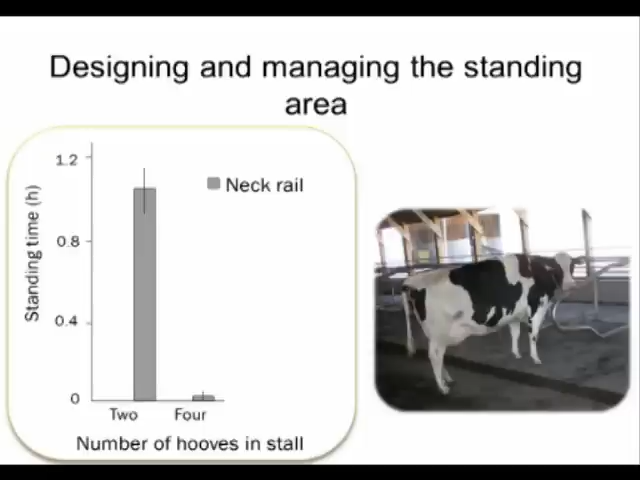 Designing and managing the standing
area
1.2
0.8
0.4
0
Standing time (h)
Neck rail
Two Four
Number of hooves in stall